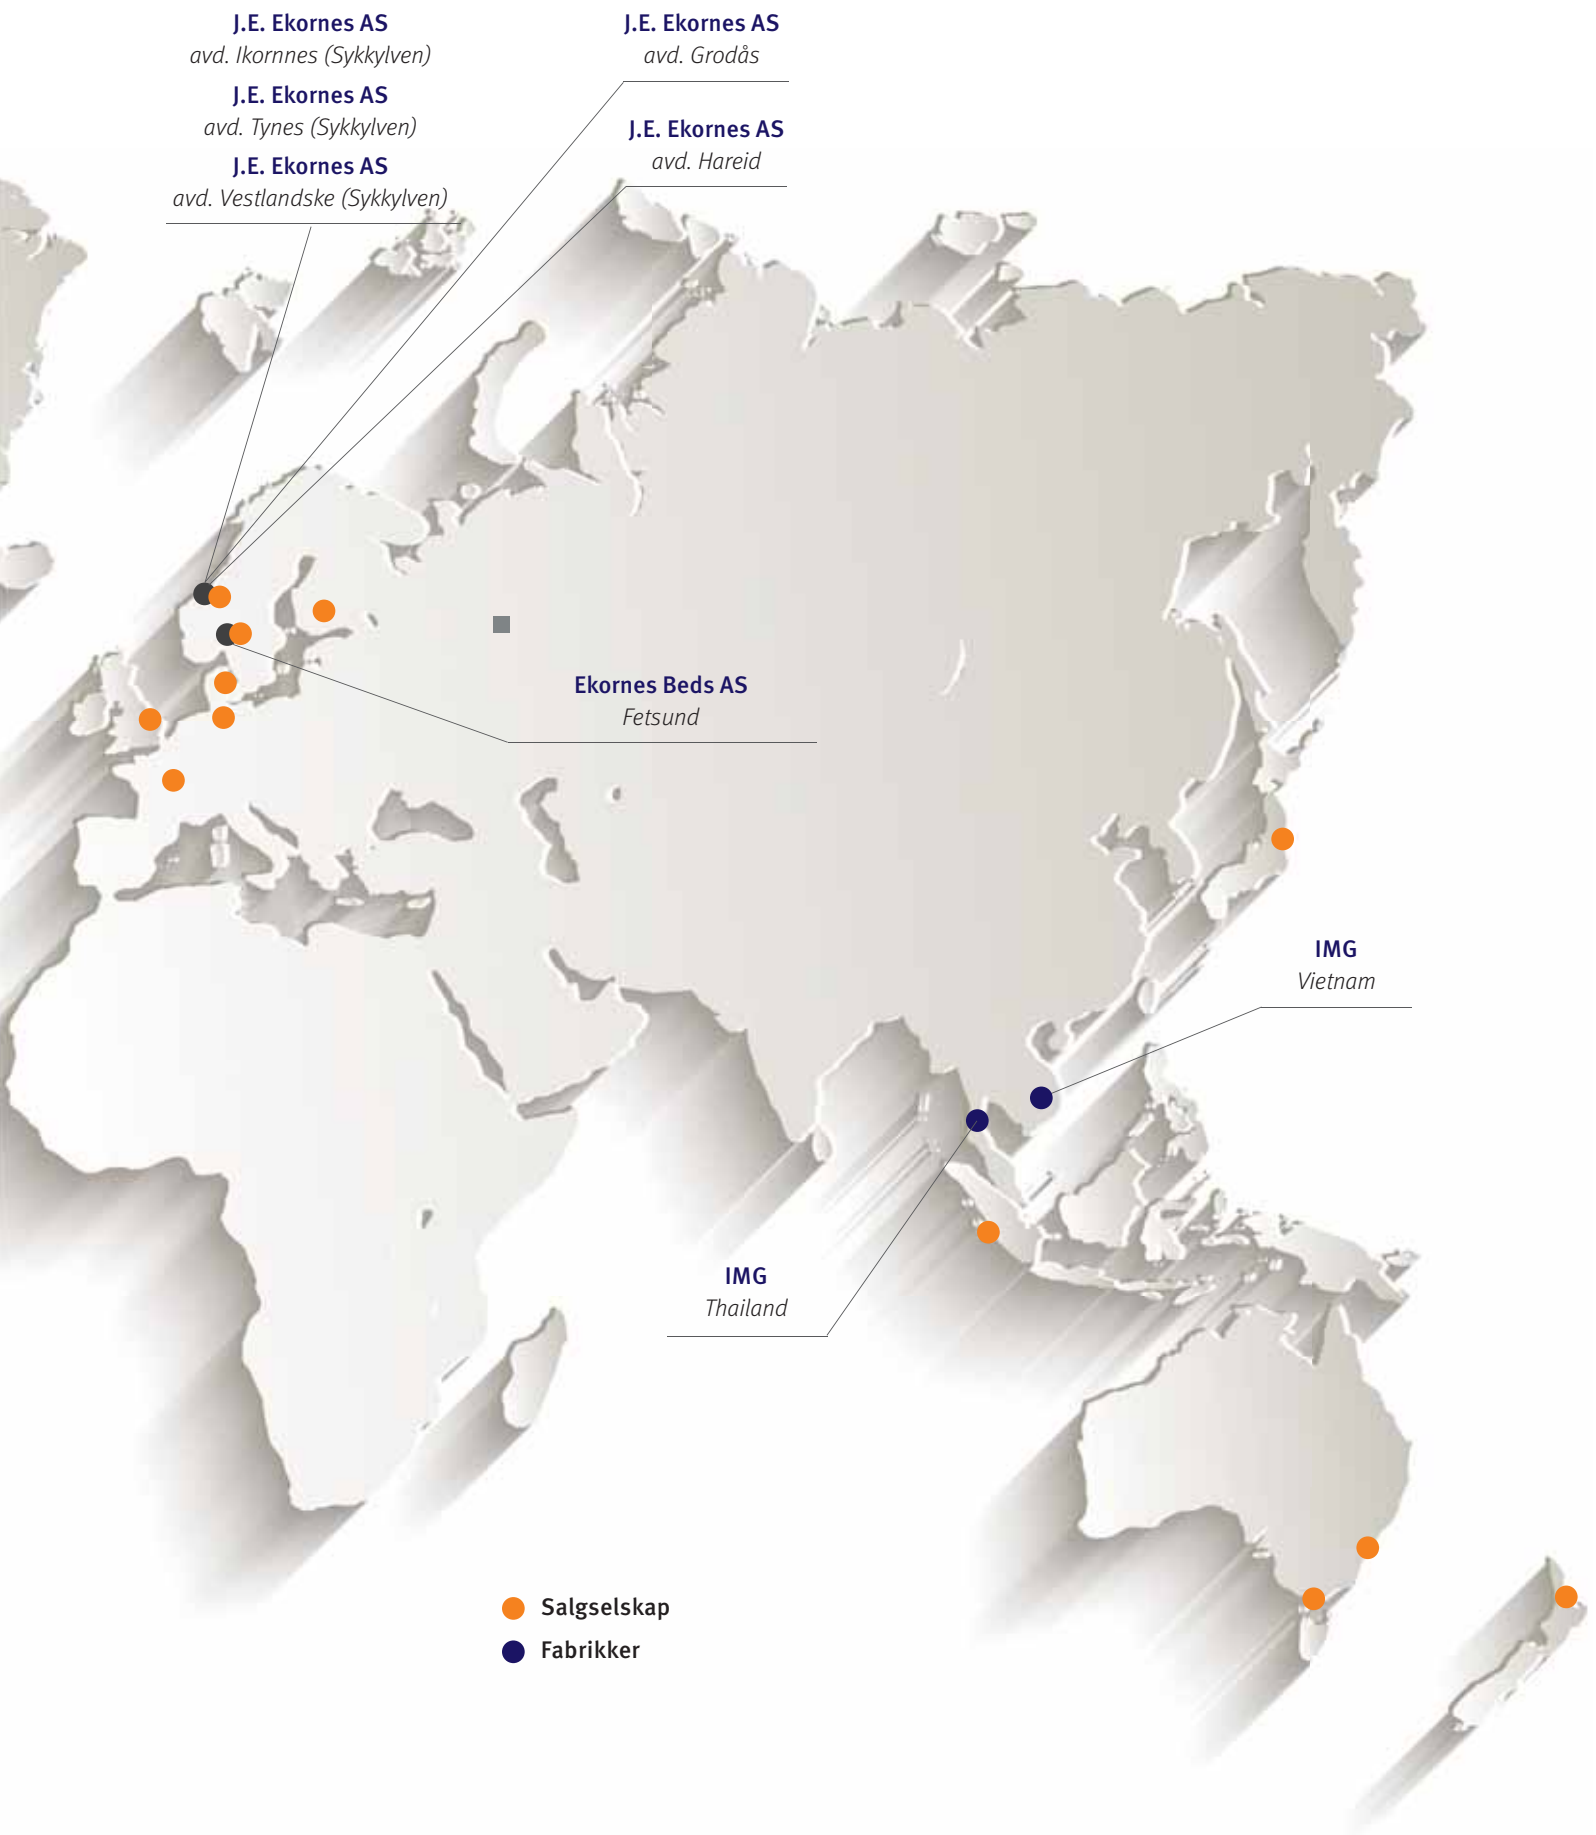 J.E. Ekornes AS
avd. Ikornnes (Sykkylven)
J.E. Ekornes AS
avd. Tynes (Sykkylven)
J.E. Ekornes AS
avd. Vestlandske (Sykkylven)
J.E. Ekornes AS
avd. Grodås
J.E. Ekornes AS
avd. Hareid
Ekornes Beds AS
Fetsund
IMG
Vietnam
IMG
Thailand
Salgselskap
Fabrikker